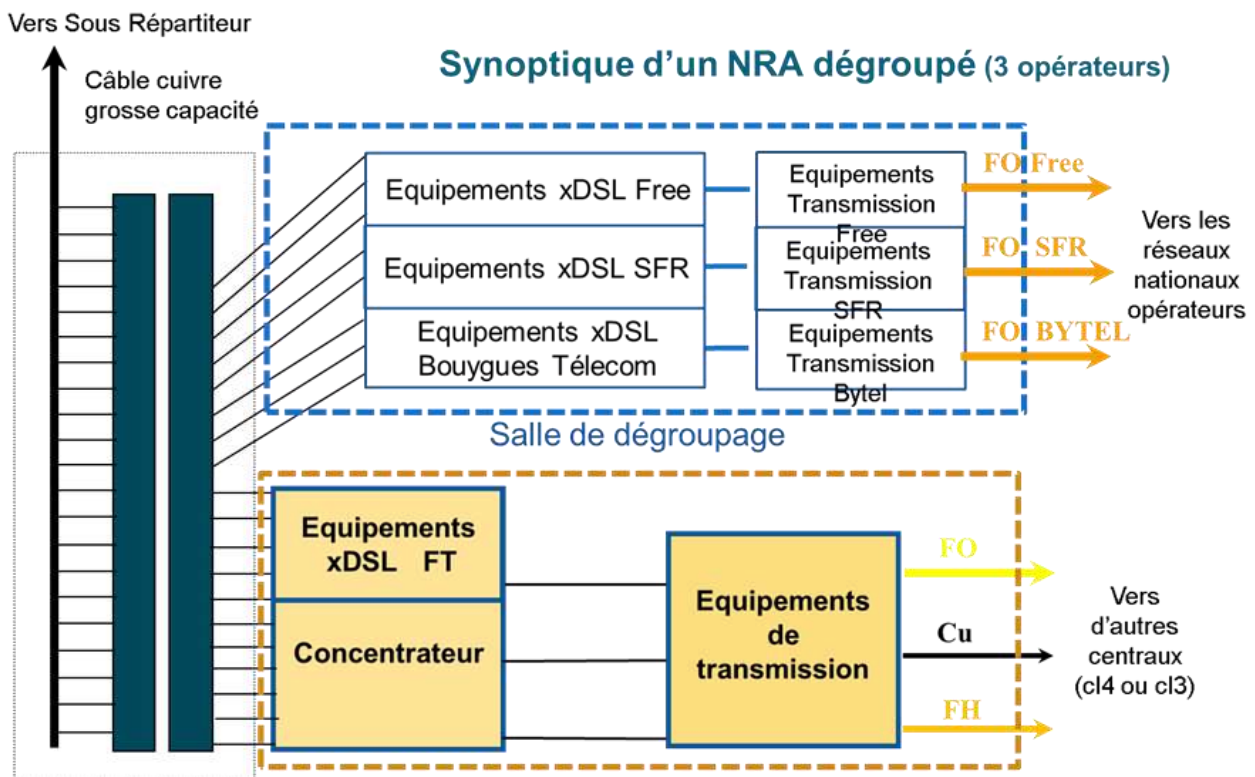 Vers Sous Répartiteur
Synoptique d'un NRA dégroupé (3 opérateurs)
Câble cuivre
grosse capacité
Equipements xDSL Free
Equipements
Transmission
Free
FO Free
Equipements xDSL SFR
Equipements
Transmission
SFR
FO SFR
Equipements xDSL
Bouygues Télecom
Equipements
Transmission
Bytel
FO BYTEL
Vers les
réseaux
nationaux
opérateurs
Salle de dégroupage
Equipements
xDSL FT
Concentrateur
Equipements
de
transmission
FO
Cu
FH
Vers
d'autres
centraux
(cl4 ou cl3)